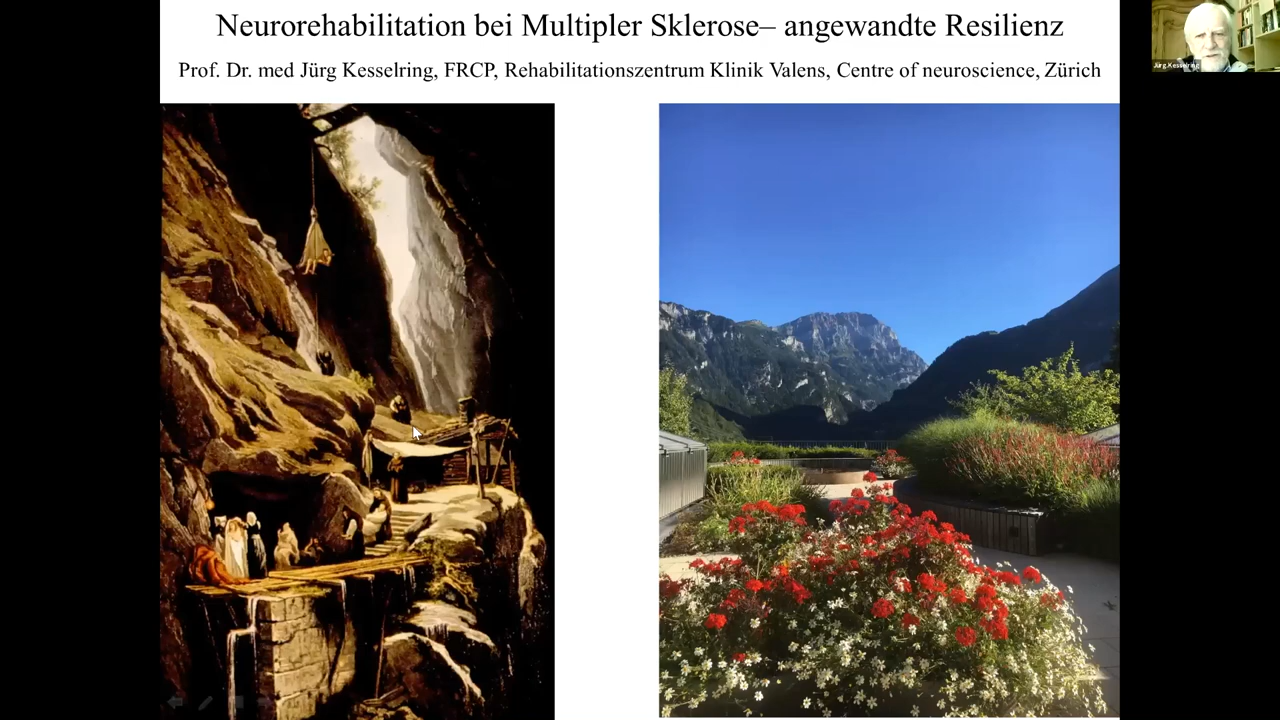 Neurorehabilitation bei Multipler Sklerose– angewandte Resilienz
Prof. Dr. med Jürg Kesselring, FRCP, Rehabilitationszentrum Klinik Valens, Centre of neuroscience, Zürich
Jürg Kesselring